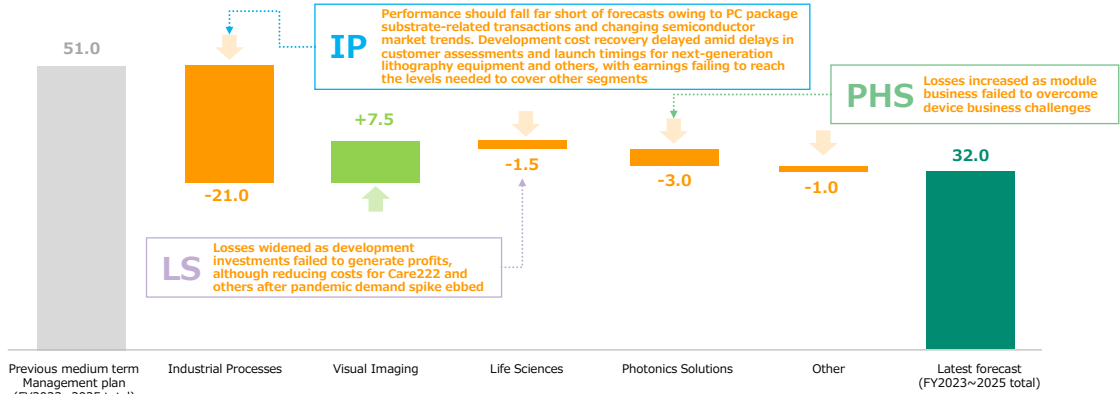 51.0
IP
Performance should fall far short of forecasts owing to PC package
substrate-related transactions and changing semiconductor
market trends. Development cost recovery delayed amid delays in
customer assessments and launch timings for next-generation
lithography equipment and others, with earnings failing to reach
the levels needed to cover other segments
PHS
Losses increased as module
business failed to overcome
device business challenges
-21.0
+7.5
-1.5
-3.0
-1.0
32.0
LS
Losses widened as development
investments failed to generate profits,
although reducing costs for Care222 and
others after pandemic demand spike ebbed
Previous medium term
Management plan
Industrial Processes
Visual Imaging
Life Sciences
Photonics Solutions
Other
Latest forecast
(FY2023~2025 total)